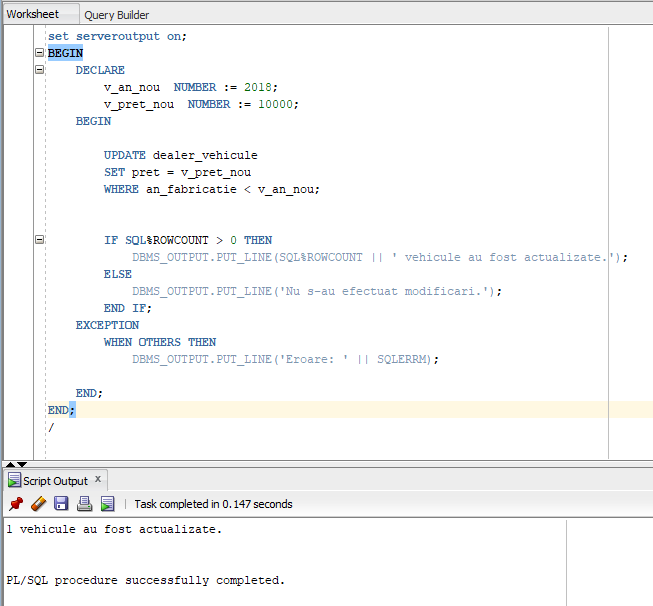 Worksheet Query Builder
set serveroutput on;
BEGIN
DECLARE
v_an_nou NUMBER := 2018;
v_pret_nou NUMBER := 10000;
BEGIN
UPDATE dealer_vehicule
SET pret = v_pret_nou
WHERE an_fabricatie < v_an_nou;
IF SQL%ROWCOUNT > 0 THEN
DBMS_OUTPUT.PUT_LINE(SQL%ROWCOUNT || ' vehicule au fost actualizate.');
ELSE
DBMS_OUTPUT.PUT_LINE('Nu s-au efectuat modificari.');
END IF;
EXCEPTION
WHEN OTHERS THEN
DBMS_OUTPUT.PUT_LINE('Eroare: ' || SQLERRM);
END;
END;
/
Script Output x
Task completed in 0.147 seconds
1 vehicule au fost actualizate.
PL/SQL procedure successfully completed.